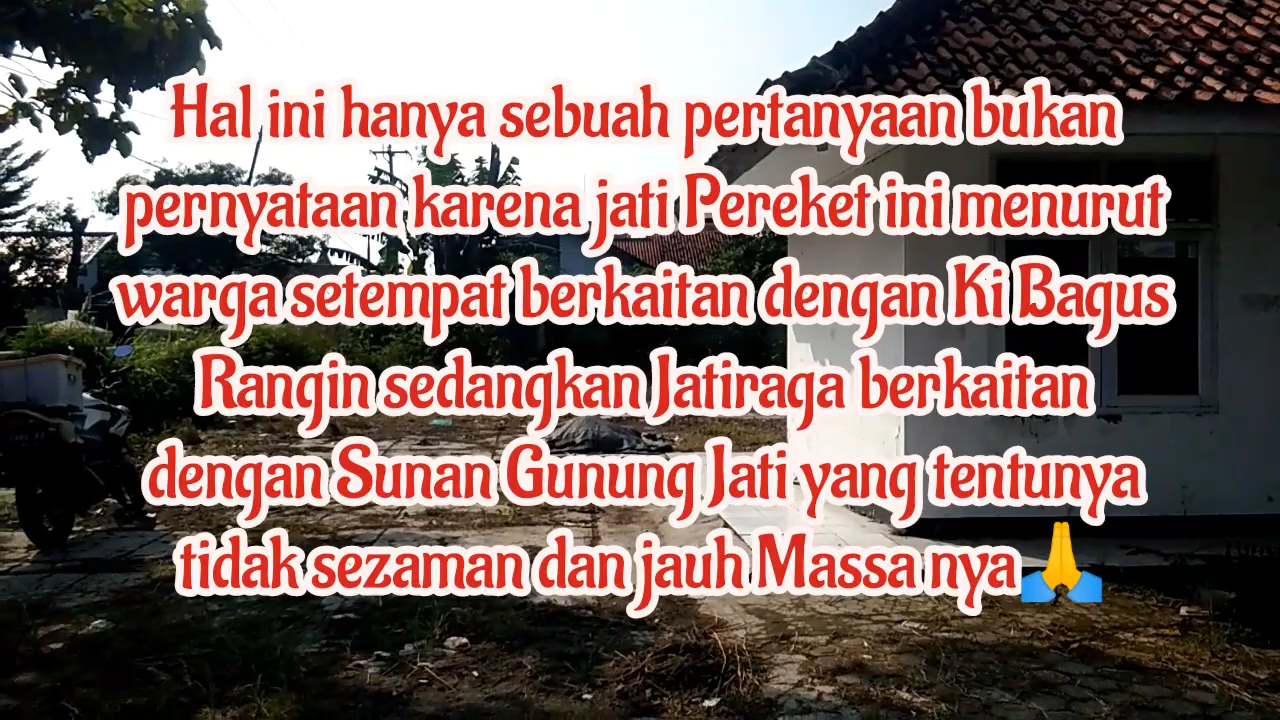 Hal ini hanya sebuah pertanyaan bukan
pernyataan karena jati Pereket ini menurut
warga setempat berkaitan dengan Ki Bagus
Rangin sedangkan Jatiraga berkaitan
dengan Sunan Gunung Jati yang tentunya
tidak sezaman dan jauh Massa nya🙏